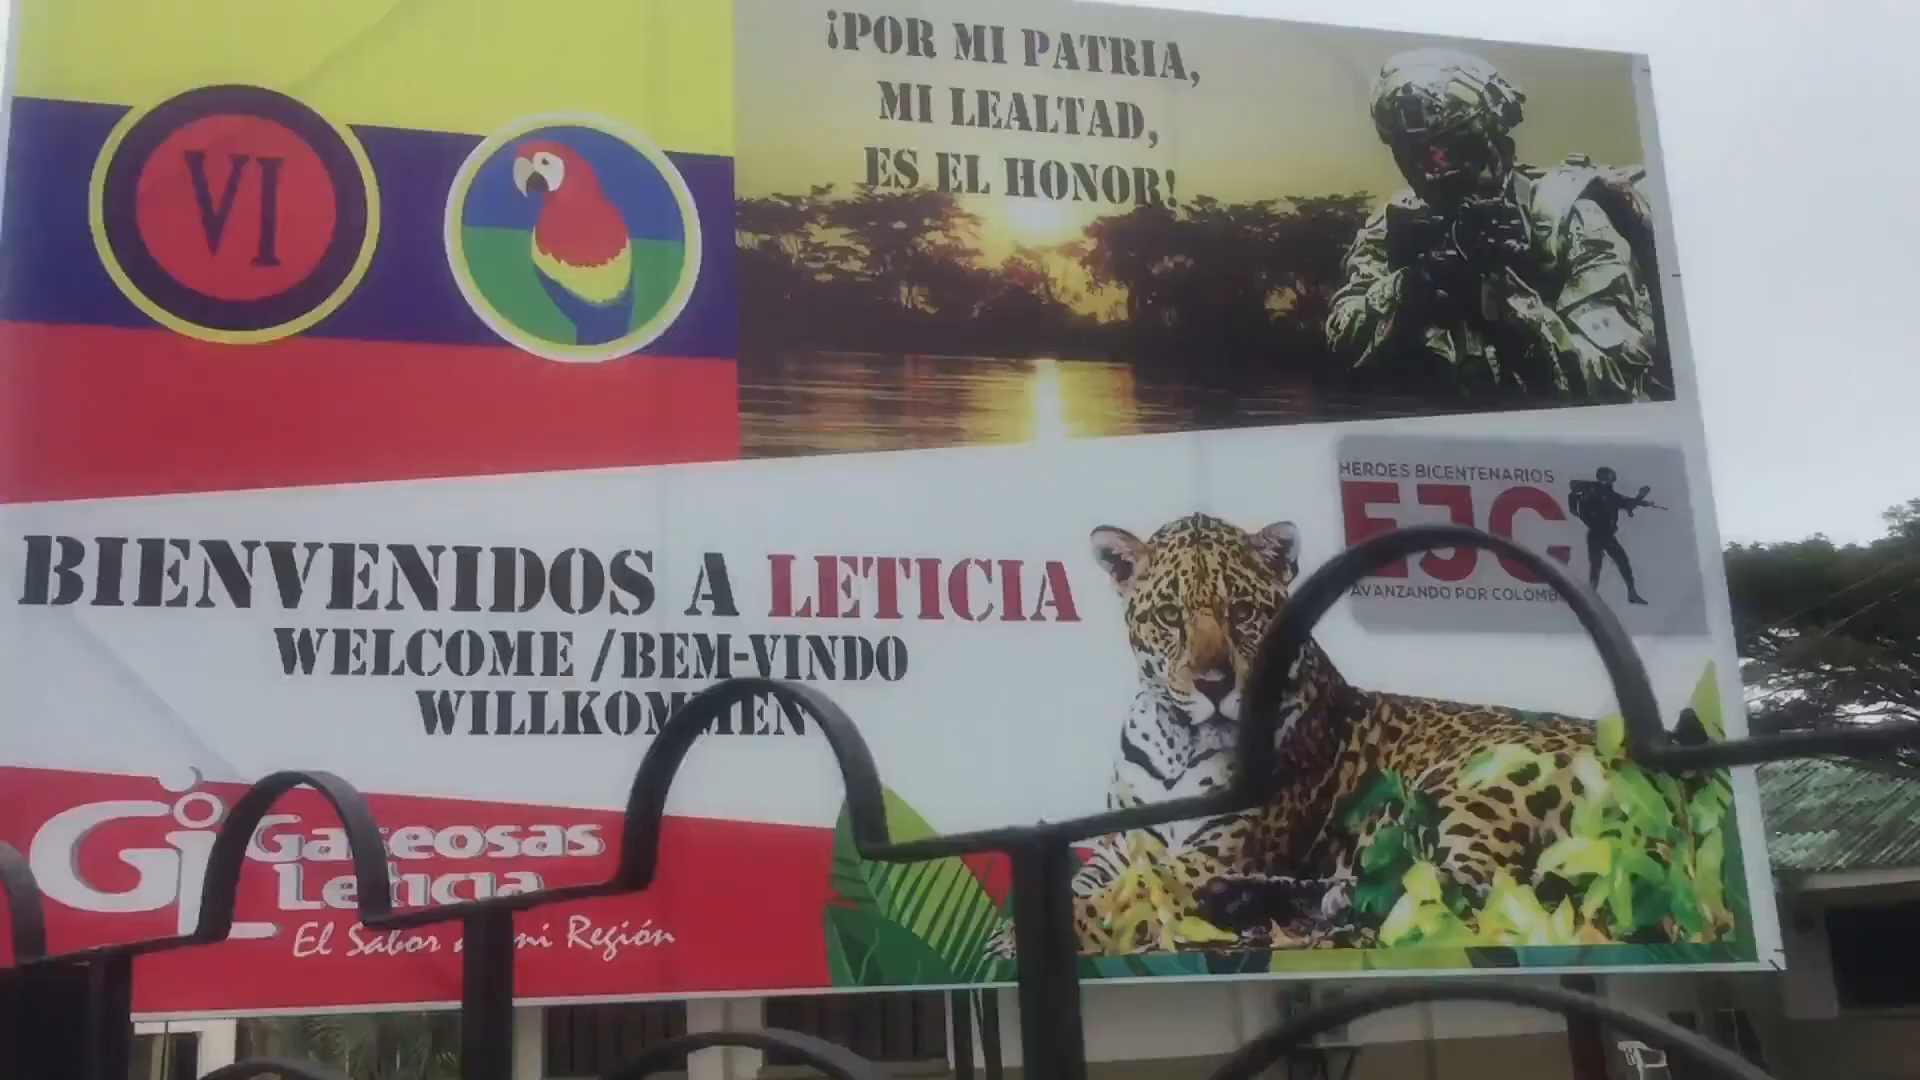 VI
¡POR MI PATRIA,
MI LEALTAD,
ES EL HONOR!
HÉROES BICENTENARIOS
EJC
AVANZANDO POR COLOMB
BIENVENIDOS A LETICIA
WELCOME /BEM-VINDO
WILLKOMMEN
GL
Gaseosas
Leticia
El Sabor de mi Región